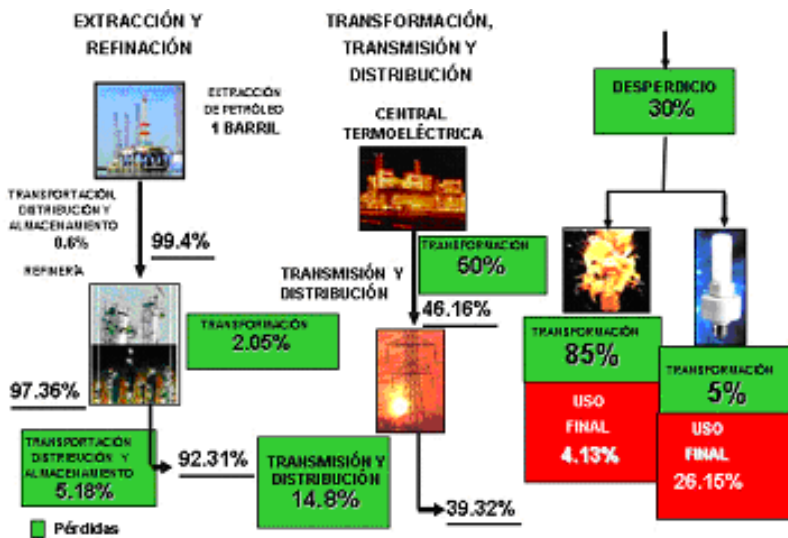 EXTRACCIÓN Y
REFINACIÓN
EXTRACCIÓN
DE PETRÓLEO
1 BARRIL
TRANSPORTACIÓN,
DISTRIBUCIÓN Y
ALMACENAMIENTO
0.6%
99.4%
REFINERÍA
TRANSFORMACIÓN
2.05%
97.36%
TRANSPORTACIÓN
DISTRIBUCIÓN Y
ALMACENAMIENTO
5.18%
92.31%
TRANSFORMACIÓN,
TRANSMISIÓN Y
DISTRIBUCIÓN
CENTRAL
TERMOELÉCTRICA
TRANSFORMACIÓN
50%
TRANSMISIÓN Y
DISTRIBUCIÓN
46.16%
TRANSMISIÓN Y
DISTRIBUCIÓN
14.8%
39.32%
DESPERDICIO
30%
TRANSFORMACIÓN
85%
USO
FINAL
4.13%
TRANSFORMACIÓN
5%
USO
FINAL
26.15%
Pérdidas